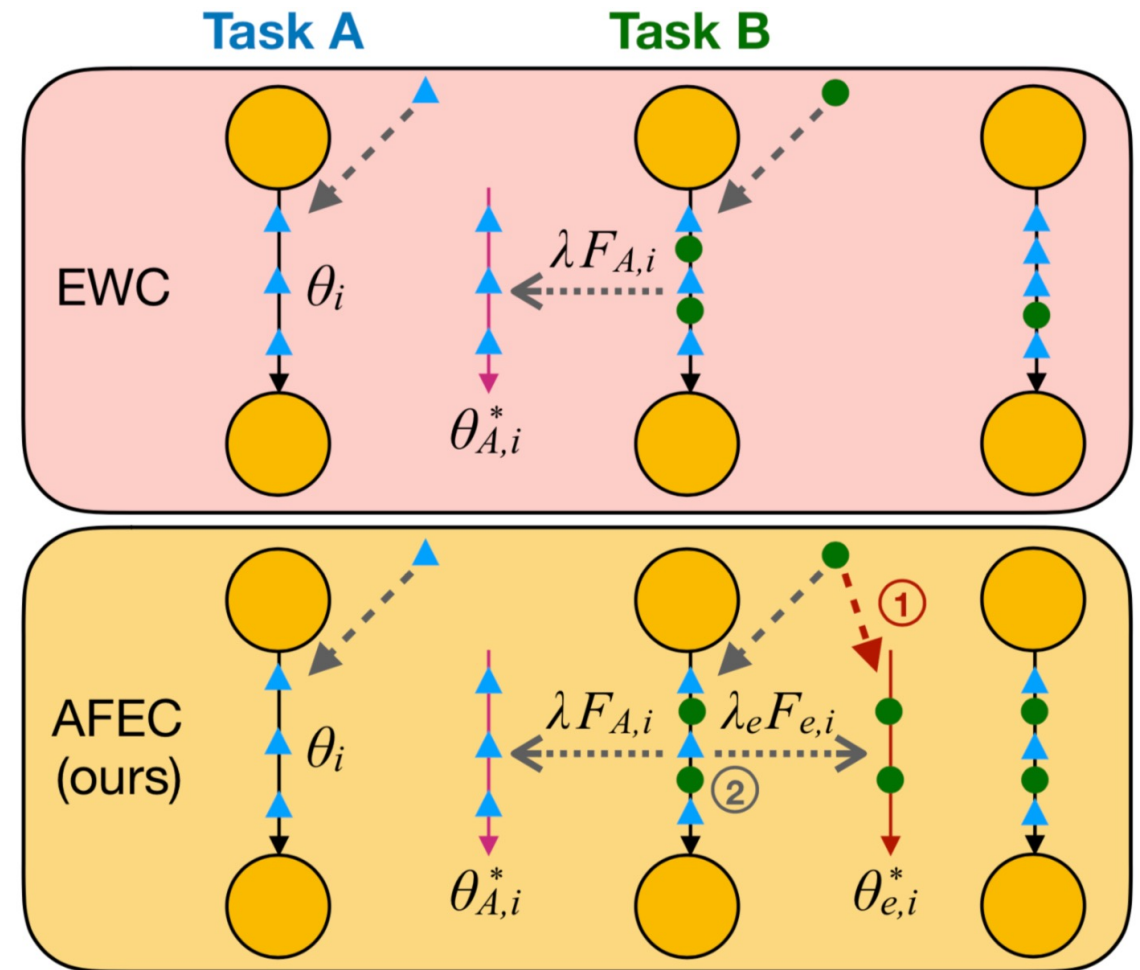 Task A Task B
EWC
θ_i
λF_{A,i}
θ^*_{A,i}
AFEC
(ours)
θ_i
λF_{A,i}
λ_eF_{e,i}
①
②
θ^*_{A,i}
θ^*_{e,i}